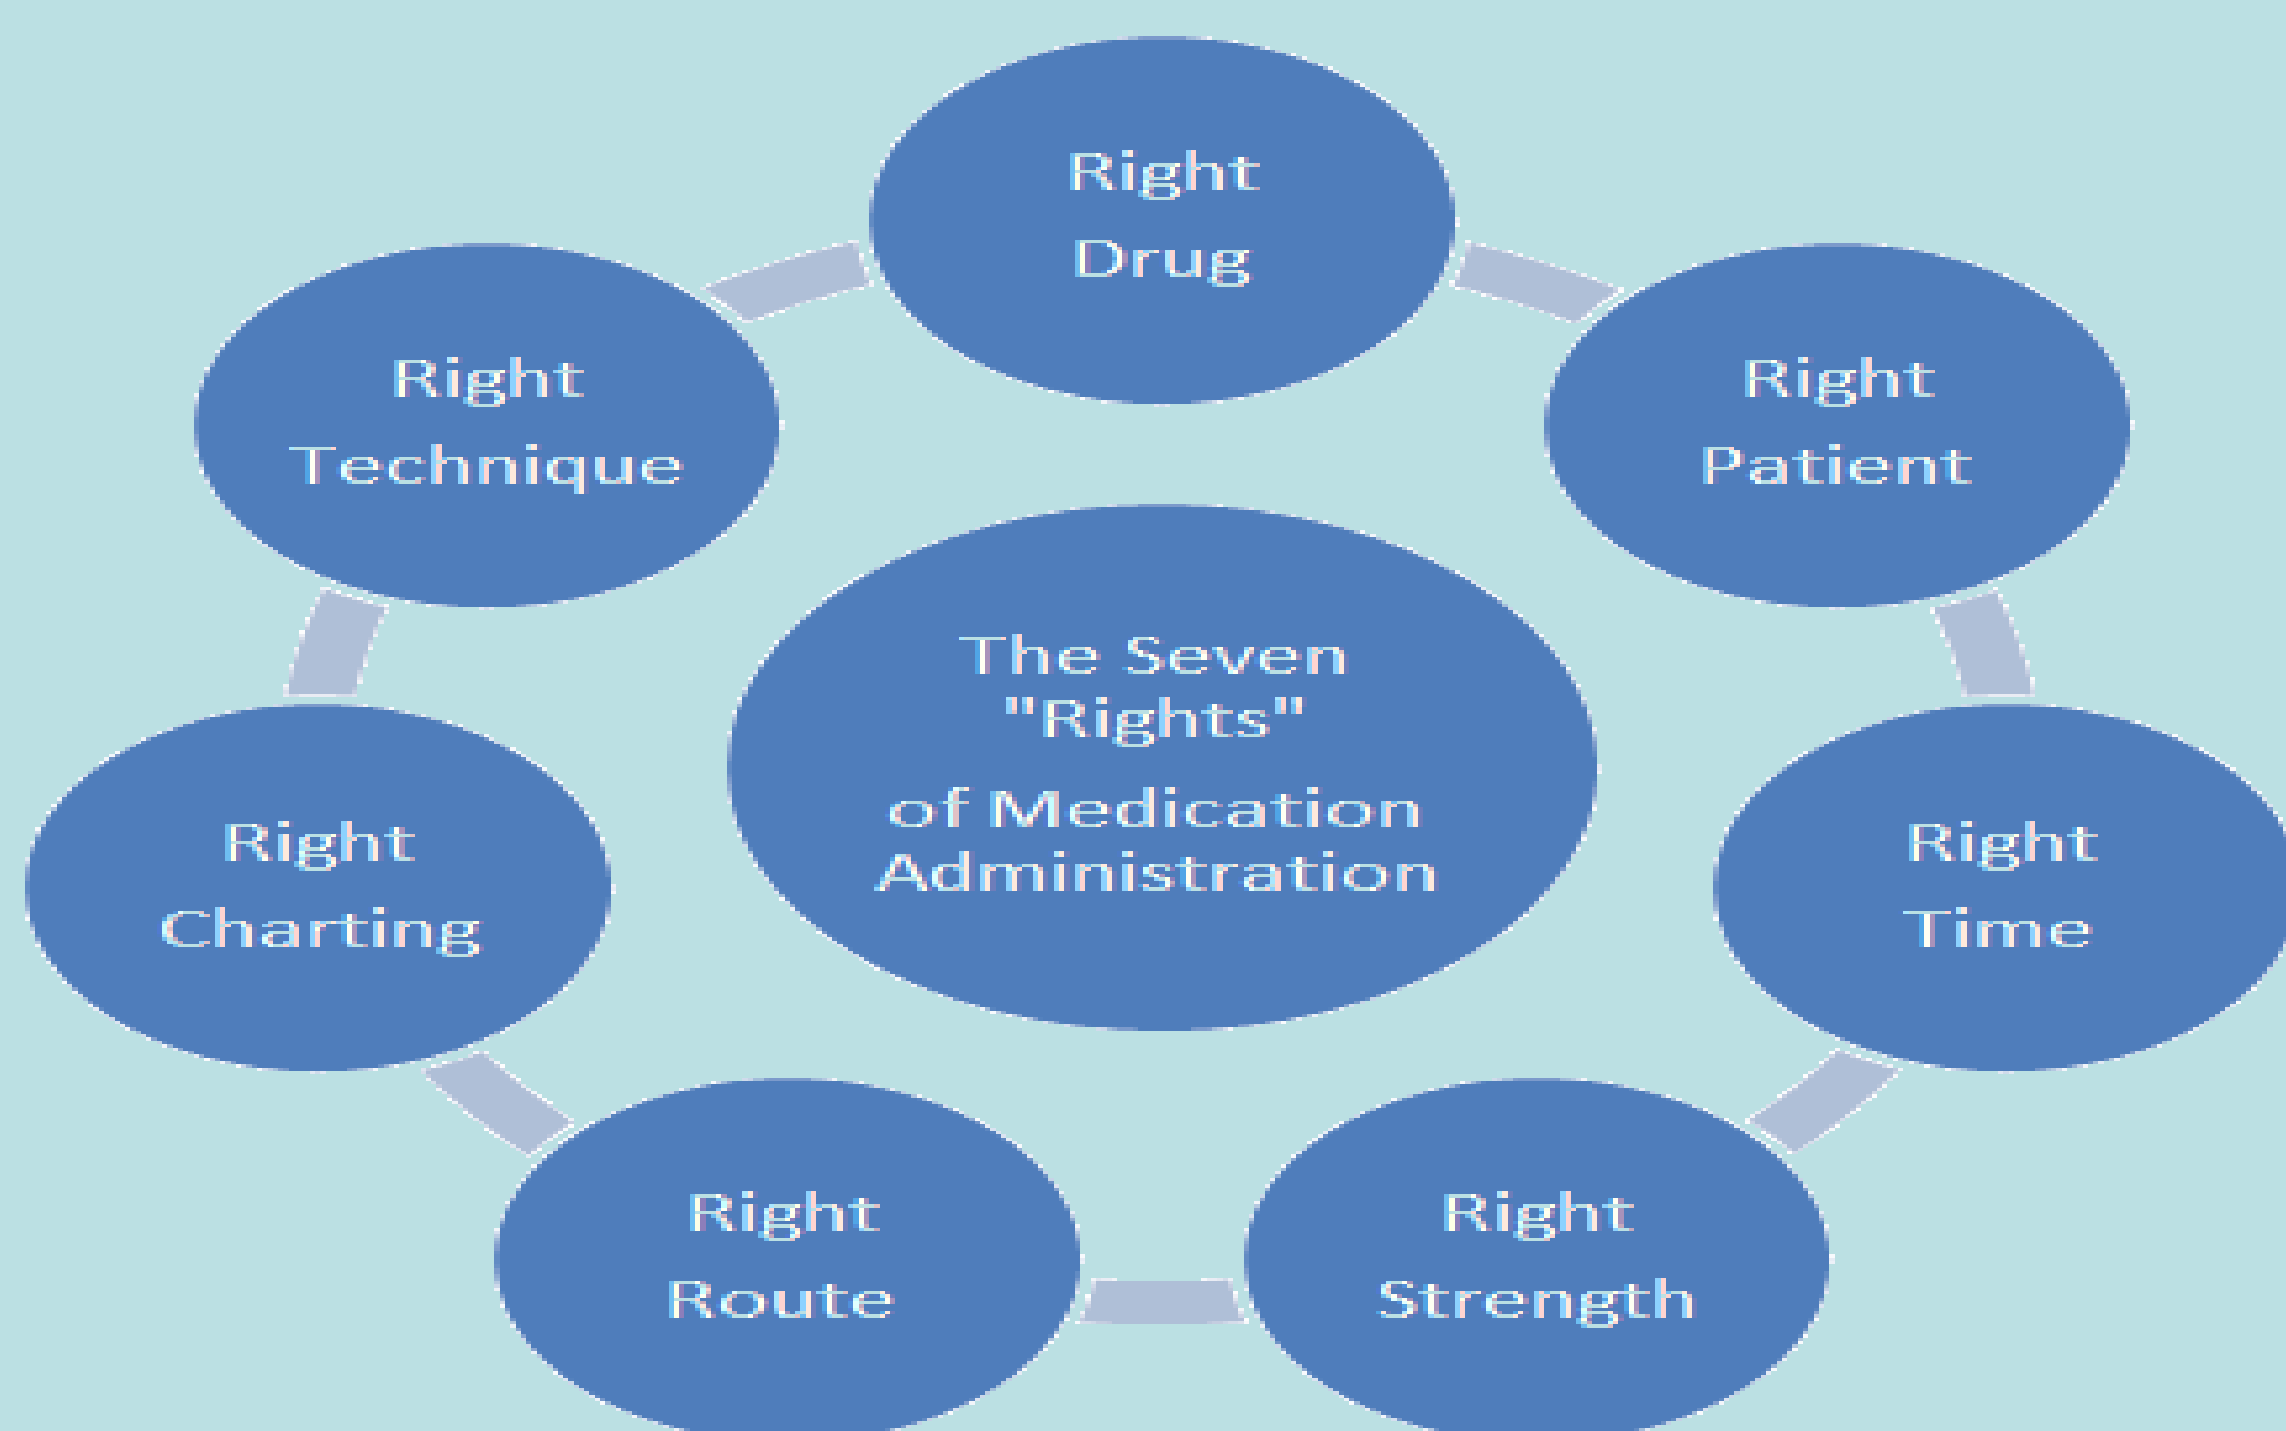 Right
Drug
Right
Patient
Right
Time
Right
Strength
Right
Route
Right
Charting
Right
Technique
The Seven
"Rights"
of Medication
Administration